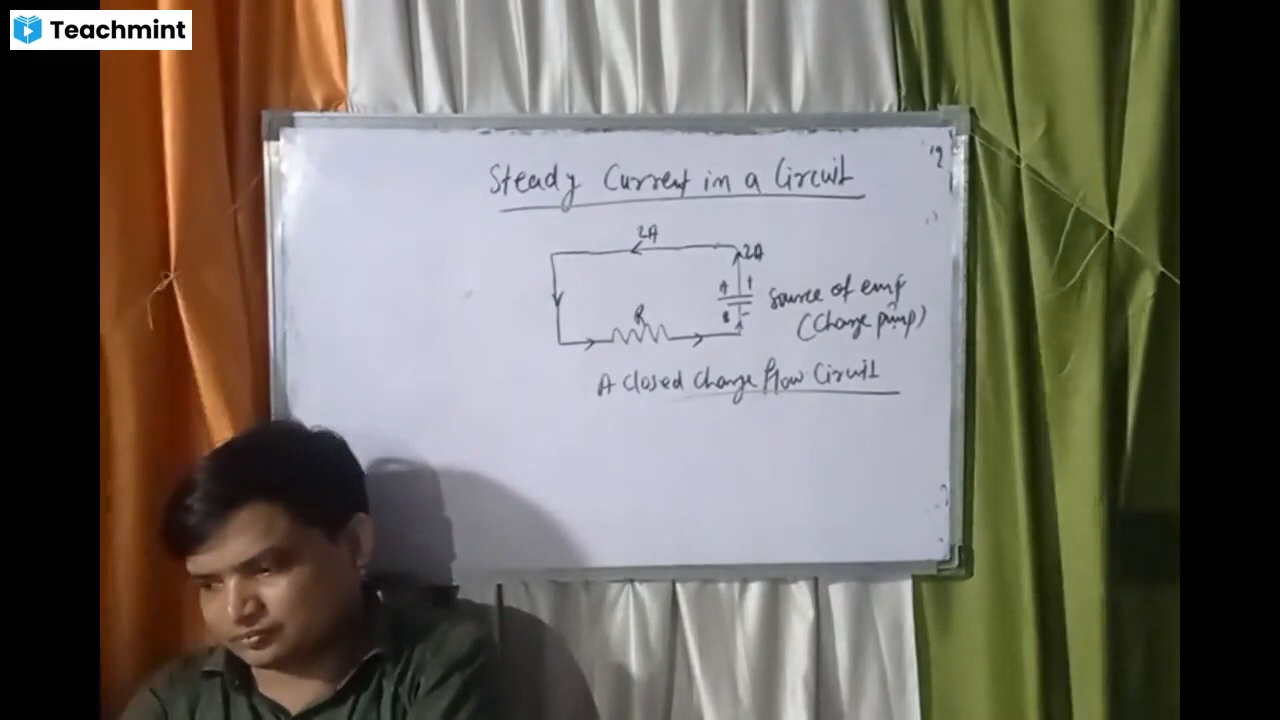 Teachmint
Steady Current in a Circuit
2A
2A
A +
B -
R
Source of emf
(Charge pump)
A closed Charge flow Circuit